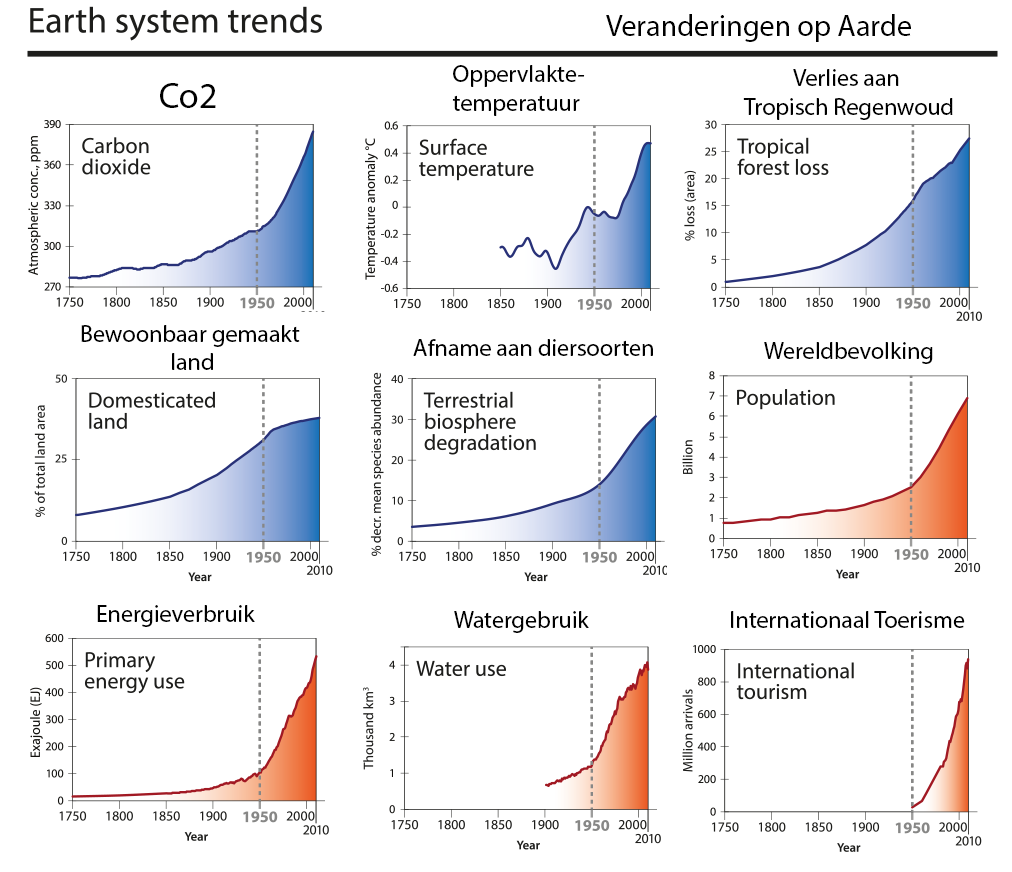 Earth system trends
Veranderingen op Aarde
Co2
Atmospheric conc., ppm
390
360
330
300
270
Carbon
dioxide
1750 1800 1850 1900 1950 2000
Oppervlakte-
temperatuur
Temperature anomaly °C
0.6
0.4
0.2
0
-0.2
-0.4
-0.6
Surface
temperature
1750 1800 1850 1900 1950 2000
Verlies aan
Tropisch Regenwoud
% loss (area)
30
25
20
15
10
5
0
Tropical
forest loss
1750 1800 1850 1900 1950 2000
2010
Bewoonbaar gemaakt
land
% of total land area
50
25
0
Domesticated
land
1750 1800 1850 1900 1950 2000
2010
Year
Afname aan diersoorten
% decr. mean species abundance
40
30
20
10
0
Terrestrial
biosphere
degradation
1750 1800 1850 1900 1950 2000
2010
Year
Wereldbevolking
Billion
8
7
6
5
4
3
2
1
0
Population
1750 1800 1850 1900 1950 2000
2010
Year
Energieverbruik
Exajoule (EJ)
600
500
400
300
200
100
0
Primary
energy use
1750 1800 1850 1900 1950 2000
2010
Year
Watergebruik
Thousand km³
4
3
2
1
0
Water use
1750 1800 1850 1900 1950 2000
2010
Year
Internationaal Toerisme
Million arrivals
1000
800
600
400
200
0
International
tourism
1750 1800 1850 1900 1950 2000
2010
Year